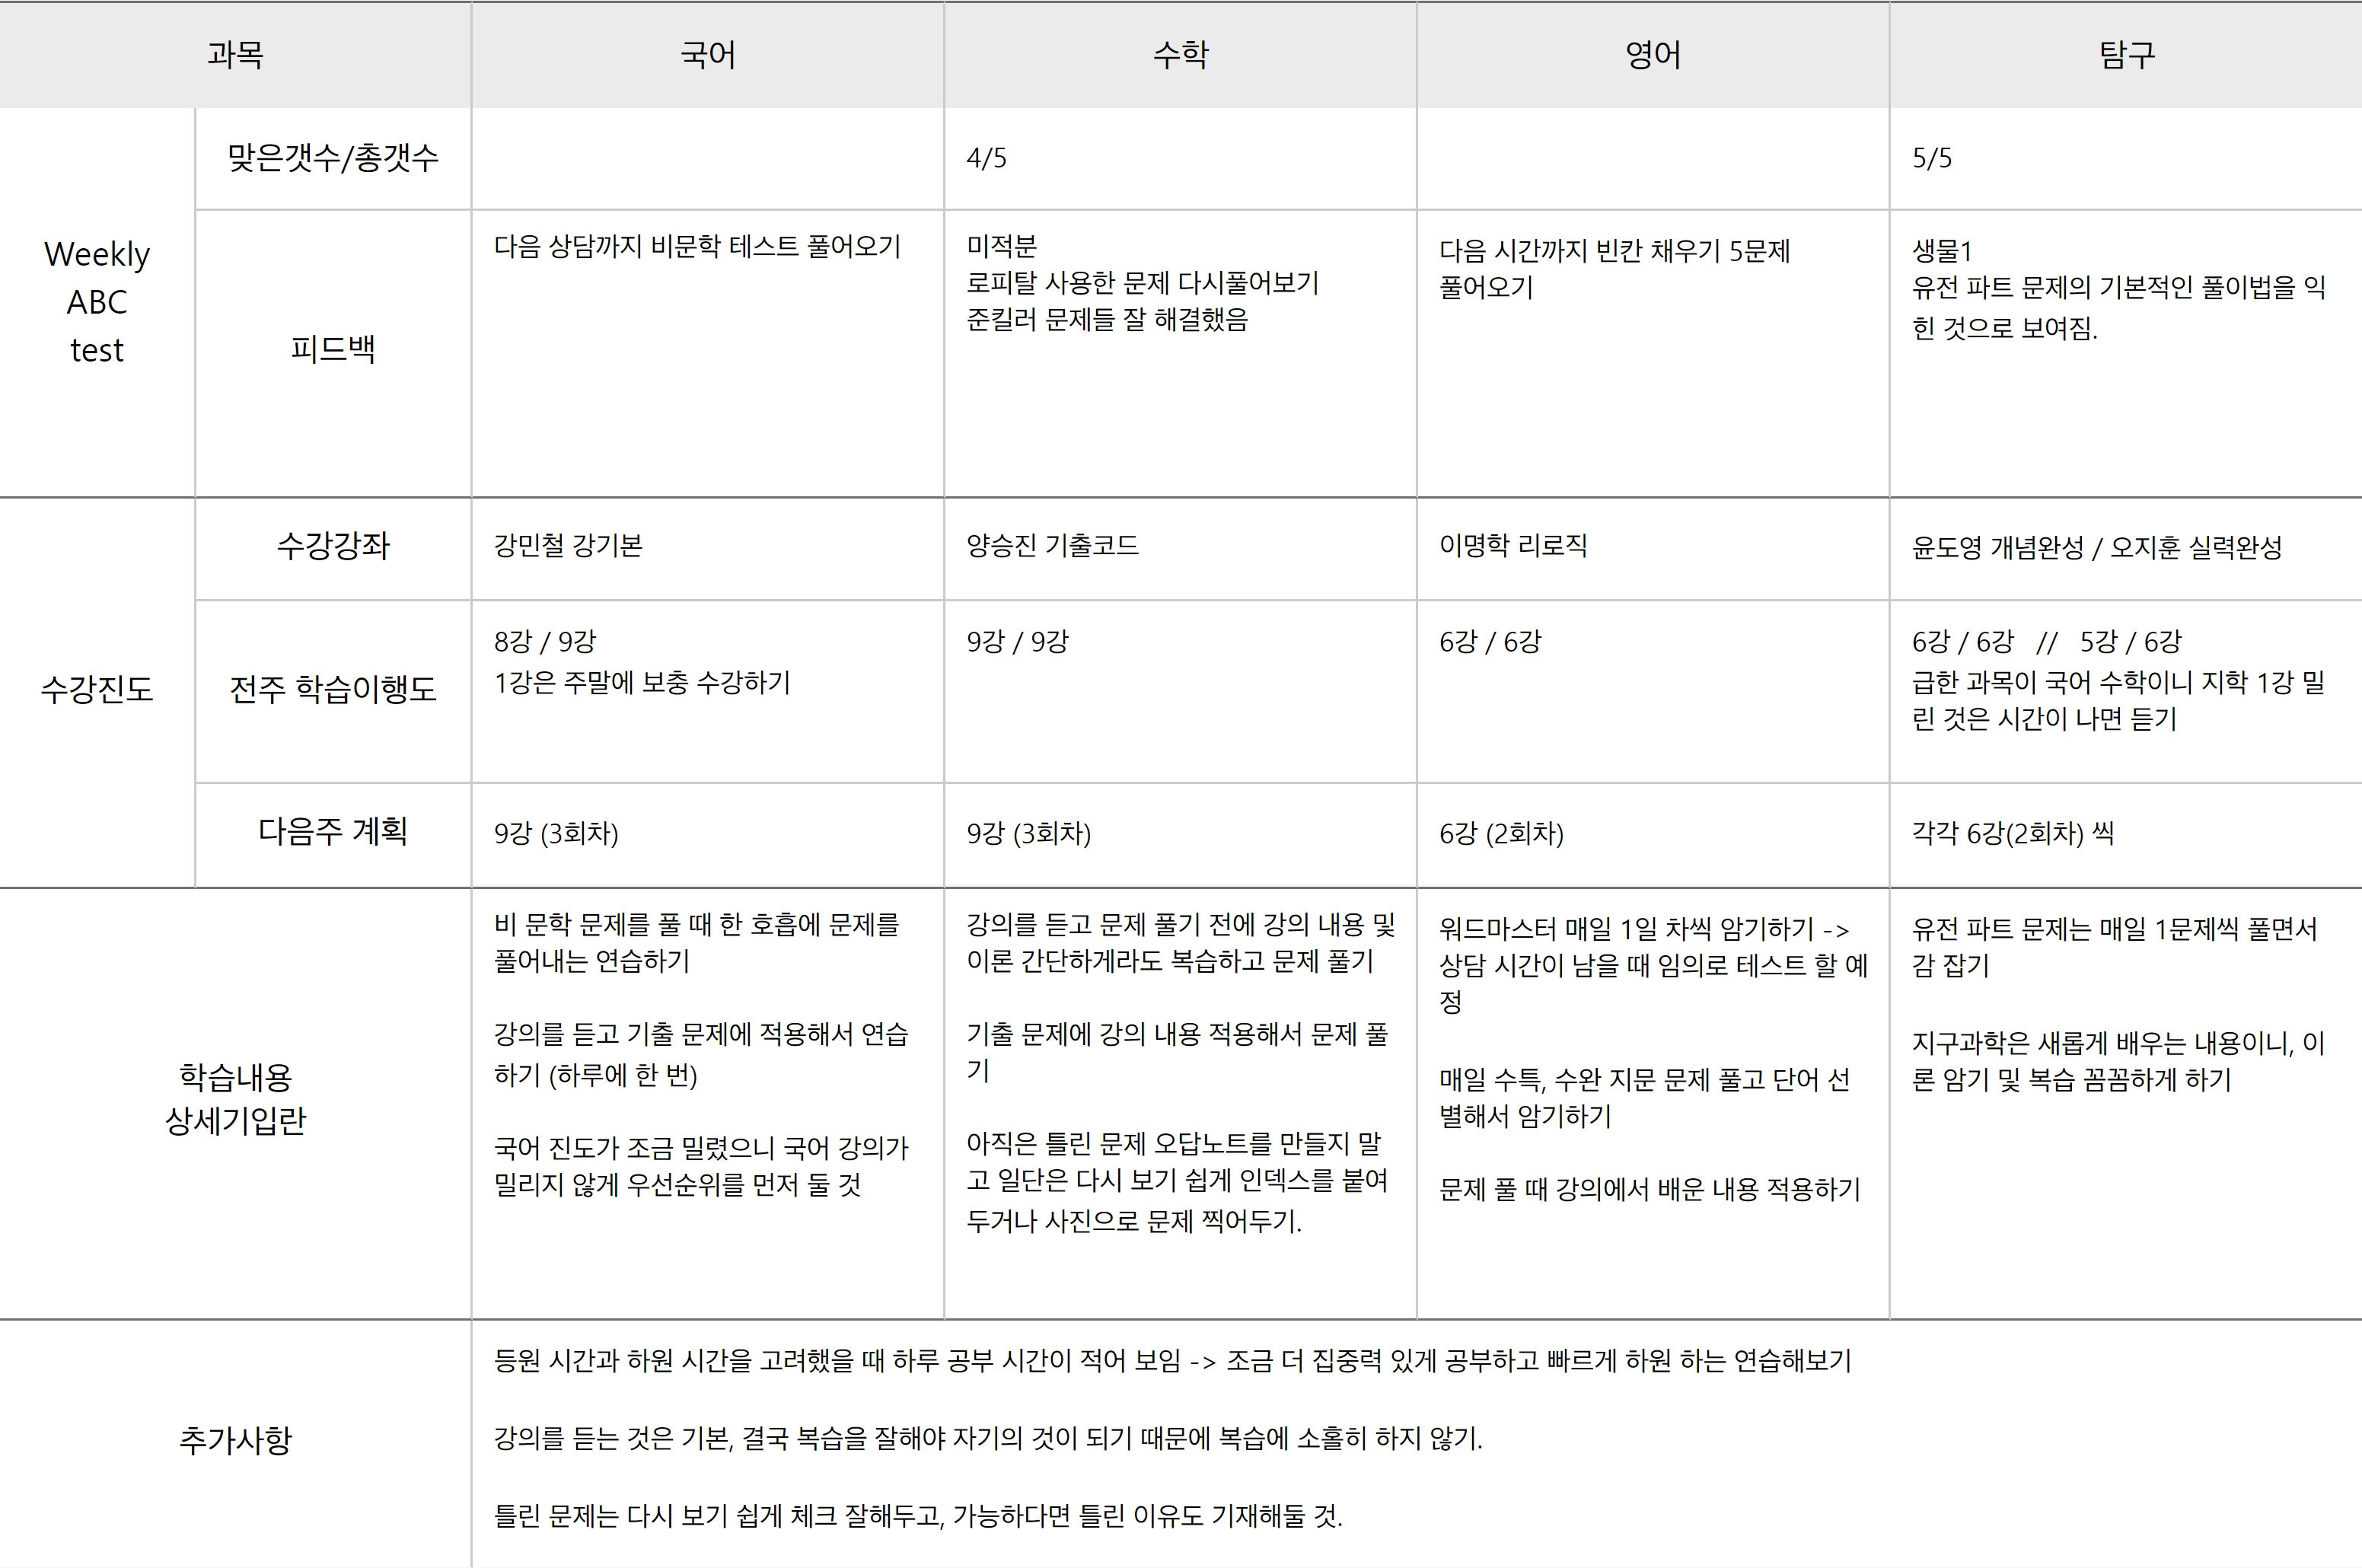 과목
국어
수학
영어
탐구
Weekly
ABC
test
맞은갯수/총갯수
4/5
5/5
피드백
다음 상담까지 비문학 테스트 풀어오기
미적분
로피탈 사용한 문제 다시풀어보기
준킬러 문제들 잘 해결했음
다음 시간까지 빈칸 채우기 5문제
풀어오기
생물1
유전 파트 문제의 기본적인 풀이법을 익
힌 것으로 보여짐.
수강진도
수강강좌
강민철 강기본
양승진 기출코드
이명학 리로직
윤도영 개념완성 / 오지훈 실력완성
전주 학습이행도
8강 / 9강
1강은 주말에 보충 수강하기
9강 / 9강
6강 / 6강
6강 / 6강 // 5강 / 6강
급한 과목이 국어 수학이니 지학 1강 밀
린 것은 시간이 나면 듣기
다음주 계획
9강 (3회차)
9강 (3회차)
6강 (2회차)
각각 6강(2회차) 씩
학습내용
상세기입란
비 문학 문제를 풀 때 한 호흡에 문제를
풀어내는 연습하기
강의를 듣고 기출 문제에 적용해서 연습
하기 (하루에 한 번)
국어 진도가 조금 밀렸으니 국어 강의가
밀리지 않게 우선순위를 먼저 둘 것
강의를 듣고 문제 풀기 전에 강의 내용 및
이론 간단하게라도 복습하고 문제 풀기
기출 문제에 강의 내용 적용해서 문제 풀
기
아직은 틀린 문제 오답노트를 만들지 말
고 일단은 다시 보기 쉽게 인덱스를 붙여
두거나 사진으로 문제 찍어두기.
워드마스터 매일 1일 차씩 암기하기 ->
상담 시간이 남을 때 임의로 테스트 할 예
정
매일 수특, 수완 지문 문제 풀고 단어 선
별해서 암기하기
문제 풀 때 강의에서 배운 내용 적용하기
유전 파트 문제는 매일 1문제씩 풀면서
감 잡기
지구과학은 새롭게 배우는 내용이니, 이
론 암기 및 복습 꼼꼼하게 하기
추가사항
등원 시간과 하원 시간을 고려했을 때 하루 공부 시간이 적어 보임 -> 조금 더 집중력 있게 공부하고 빠르게 하원 하는 연습해보기
강의를 듣는 것은 기본, 결국 복습을 잘해야 자기의 것이 되기 때문에 복습에 소홀히 하지 않기.
틀린 문제는 다시 보기 쉽게 체크 잘해두고, 가능하다면 틀린 이유도 기재해둘 것.